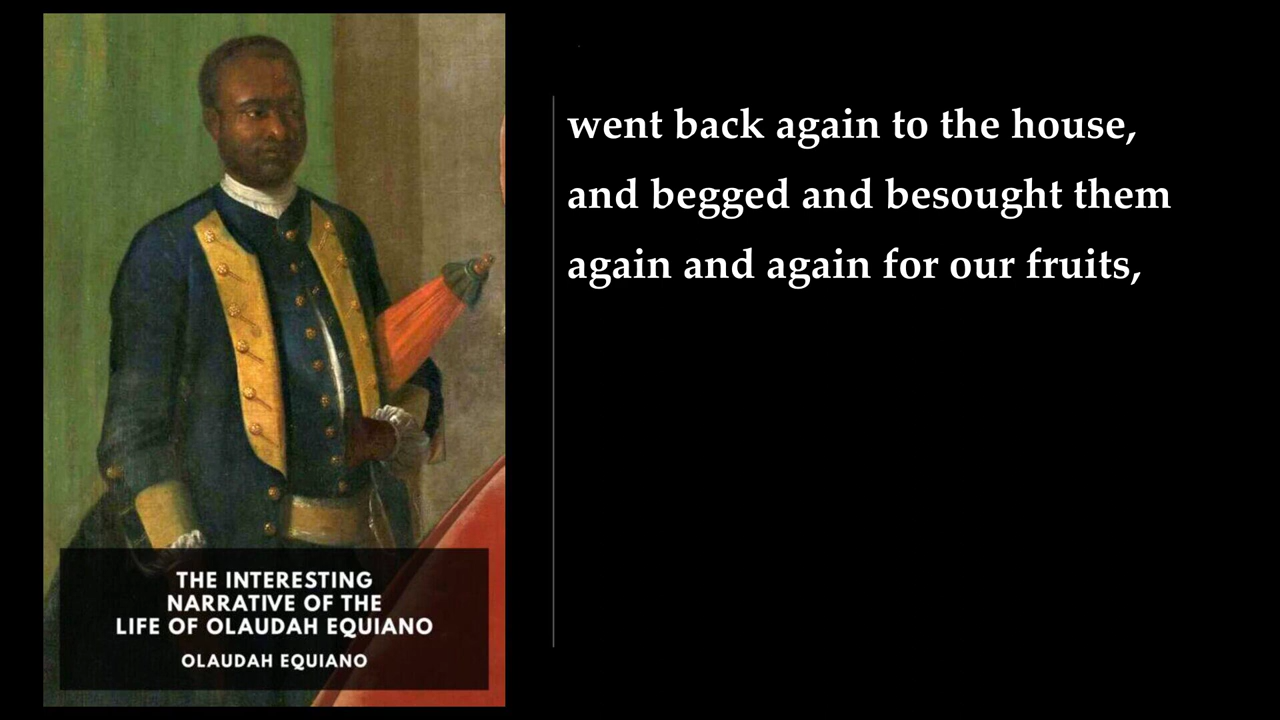 went back again to the house,
and begged and besought them
again and again for our fruits,
THE INTERESTING
NARRATIVE OF THE
LIFE OF OLAUDAH EQUIANO
OLAUDAH EQUIANO